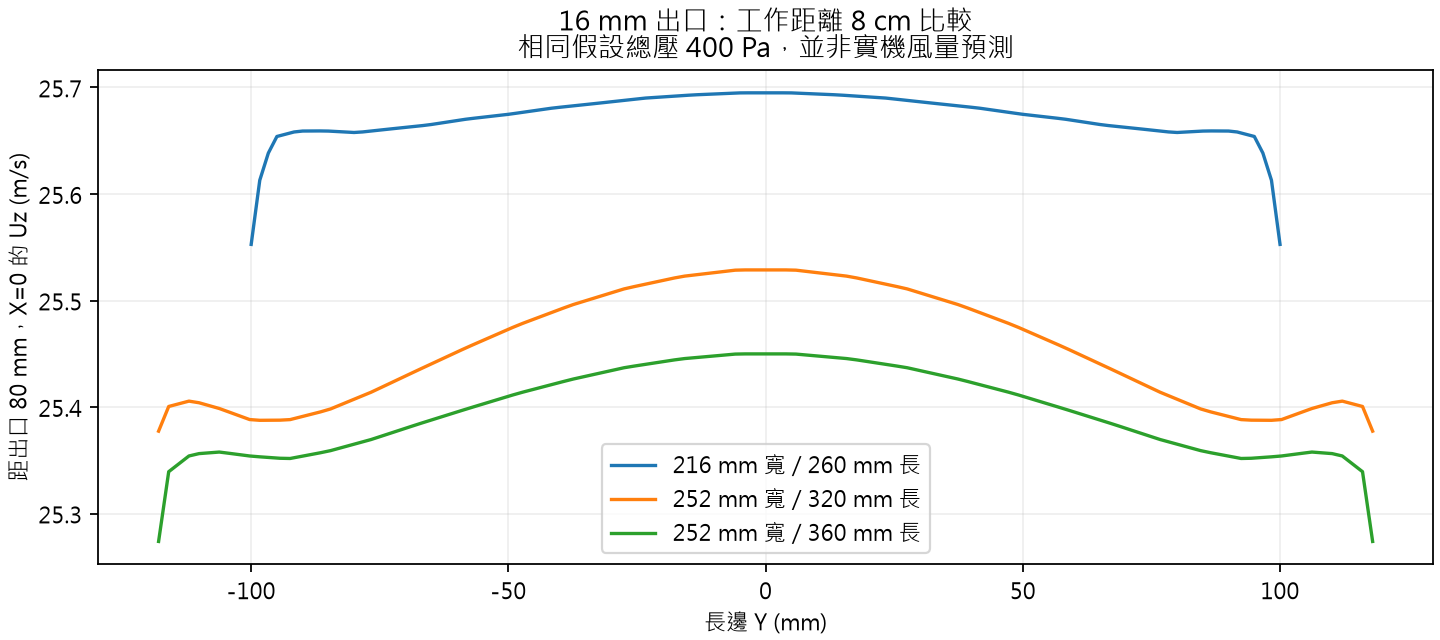 16 mm 出口：工作距離 8 cm 比較
相同假設總壓 400 Pa，並非實機風量預測
距出口 80 mm，X=0 的 Uz (m/s)
25.7
25.6
25.5
25.4
25.3
216 mm 寬 / 260 mm 長
252 mm 寬 / 320 mm 長
252 mm 寬 / 360 mm 長
-100 -50 0 50 100
長邊 Y (mm)